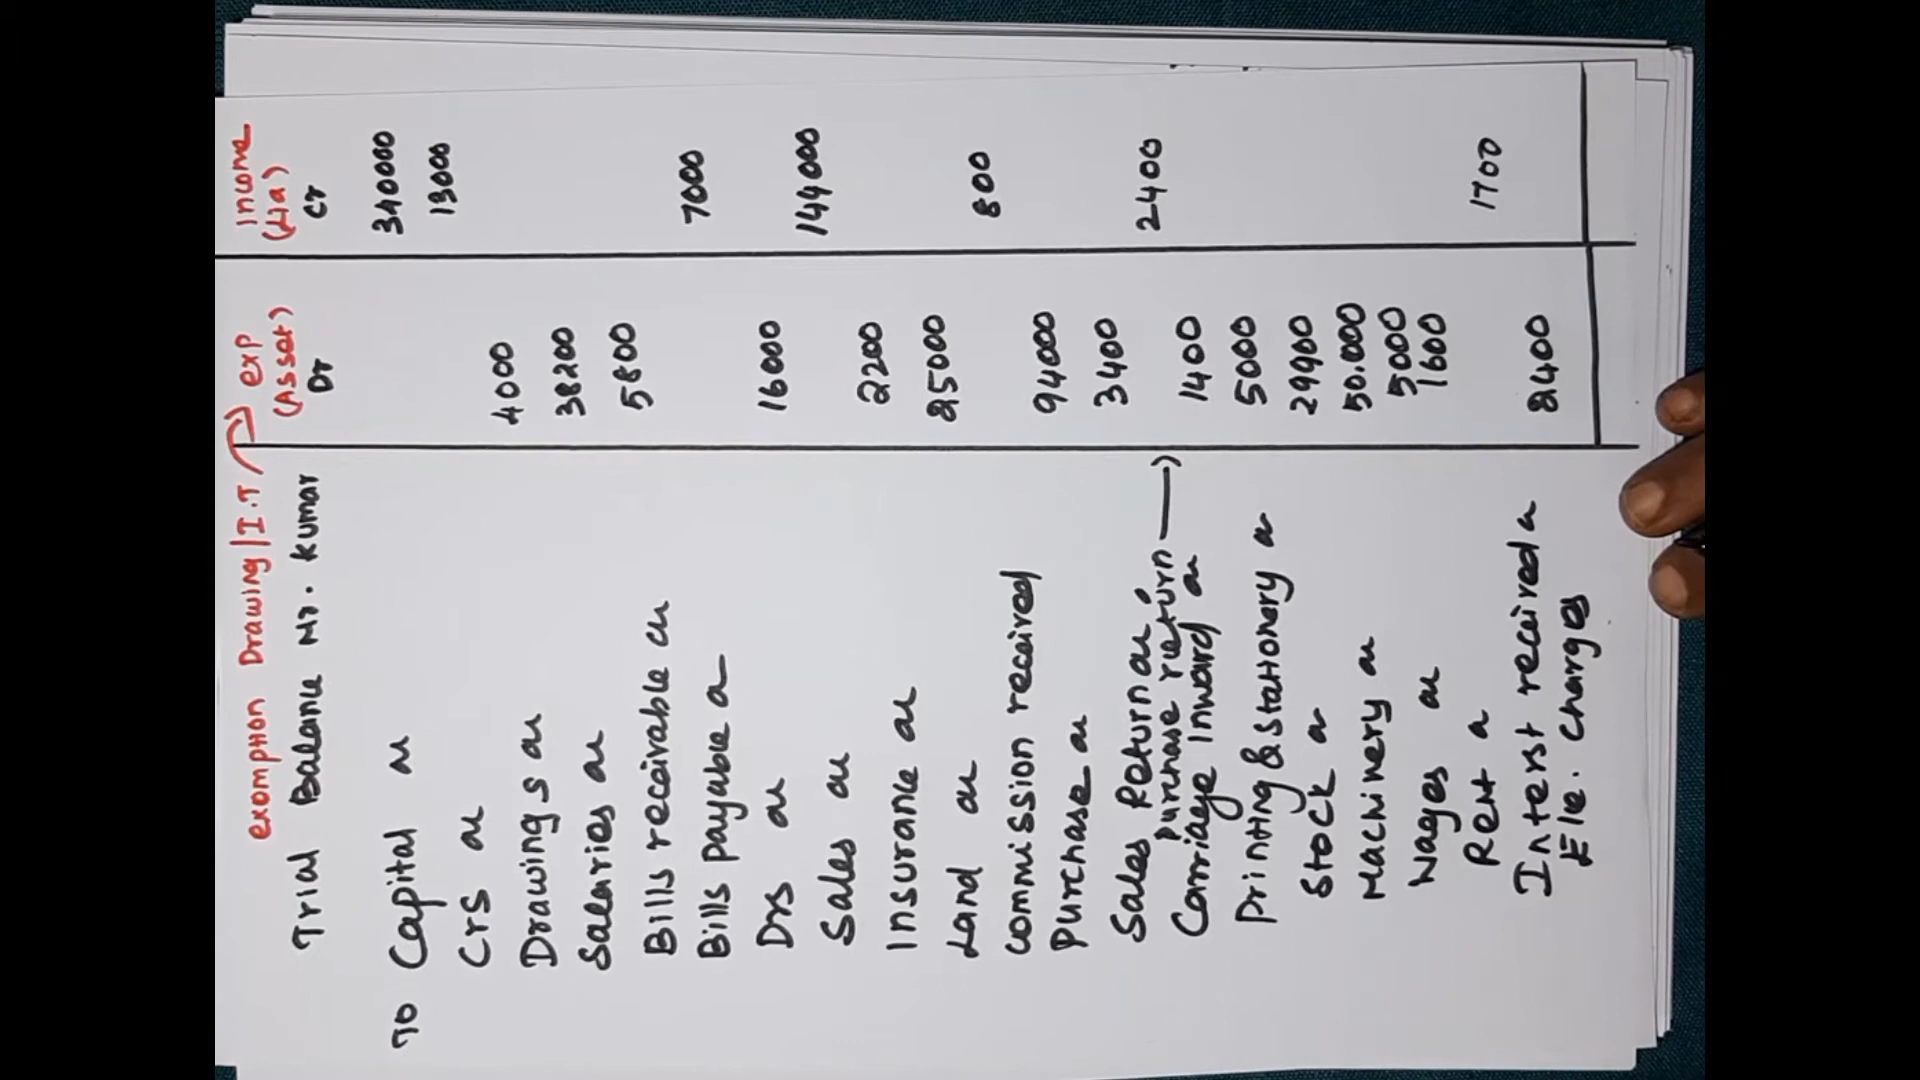 exomption Drawing/I.T → exp Income
(Asset) (Lia)
Trial Balance Mr. Kumar Dr Cr
To Capital a/c 340000
Crs a/c 13000
Drawings a/c 4000
Salaries a/c 38200
Bills receivable a/c 5800
Bills payable a/c 7000
Drs a/c 16000
Sales a/c 144000
Insurance a/c 2200
Land a/c 85000
commission received 800
Purchase a/c 94000
Sales Return a/c 3400
purchase return 2400
Carriage Inward a/c 1400
Printing & Stationery a/c 5000
Stock a/c 29900
Machinery a/c 50.000
Wages a/c 5000
Rent a/c 1600
Interst received a/c 1700
Ele. charges 8400